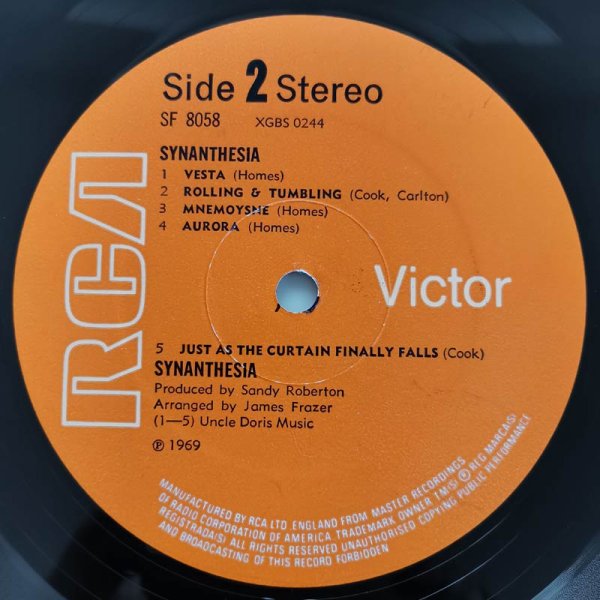 Side 2 Stereo
SF 8058 XGBS 0244
SYNANTHESIA
1 VESTA (Homes)
2 ROLLING & TUMBLING (Cook, Carlton)
3 MNEMOYSNE (Homes)
4 AURORA (Homes)
RCA
Victor
5 JUST AS THE CURTAIN FINALLY FALLS (Cook)
SYNANTHESIA
Produced by Sandy Roberton
Arranged by James Frazer
(1—5) Uncle Doris Music
℗ 1969
MANUFACTURED BY RCA LTD. ENGLAND FROM MASTER RECORDINGS
OF RADIO CORPORATION OF AMERICA. TRADEMARK OWNER TM(S) ® REG MARCA(S)
REGISTRADA(S) ALL RIGHTS RESERVED UNAUTHORISED COPYING PUBLIC PERFORMANCE
AND BROADCASTING OF THIS RECORD FORBIDDEN